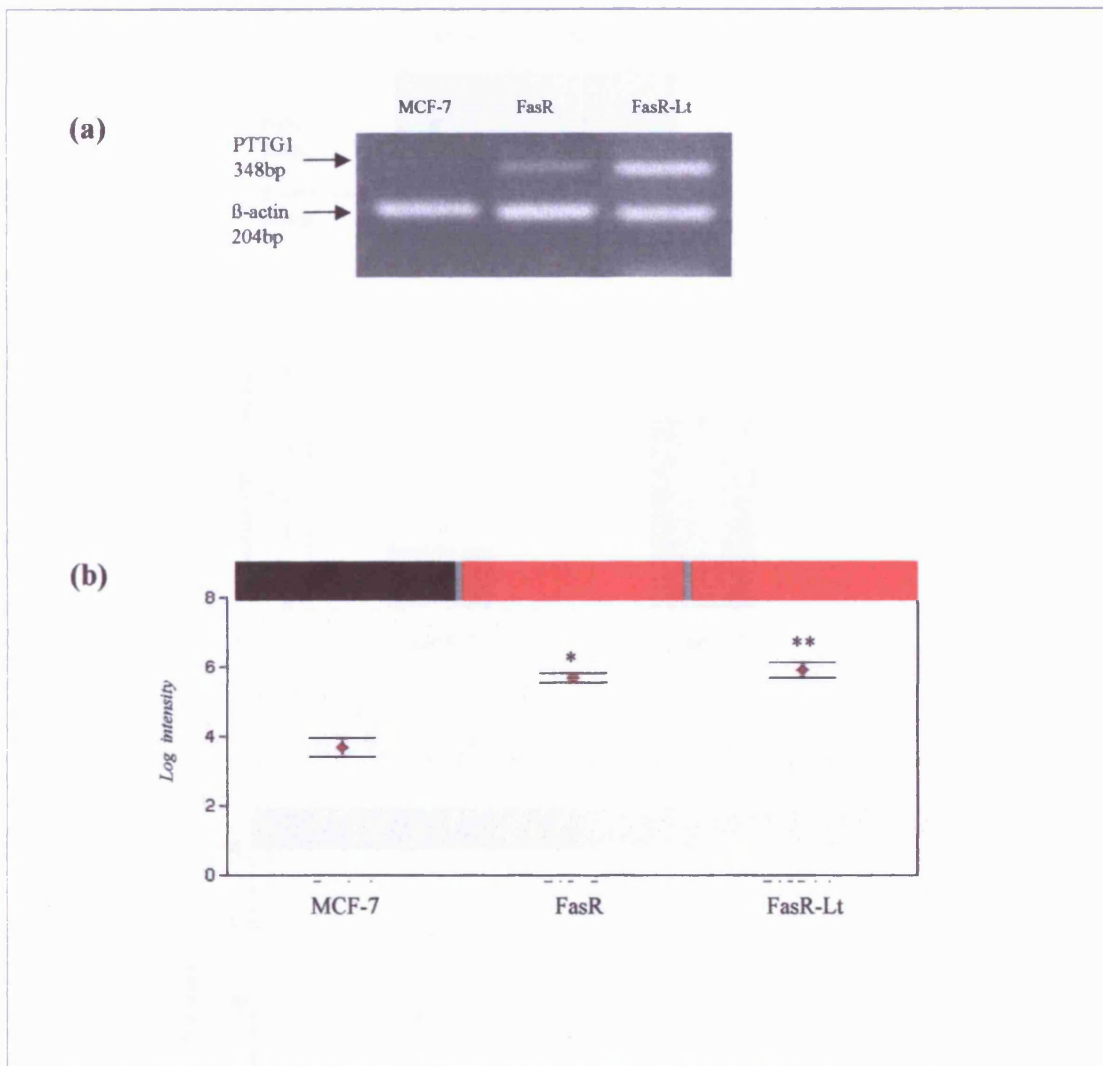 (a)
MCF-7 FasR FasR-Lt
PTTG1
348bp
ß-actin
204bp
(b)
8
6
4
2
0
Log intensity
* **
MCF-7 FasR FasR-Lt